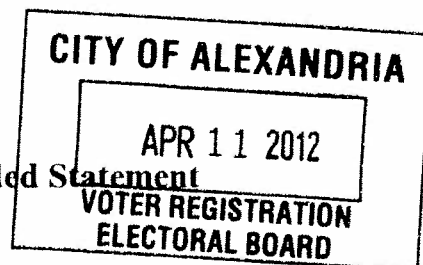 CITY OF ALEXANDRIA
APR 11 2012
Statement
VOTER REGISTRATION
ELECTORAL BOARD